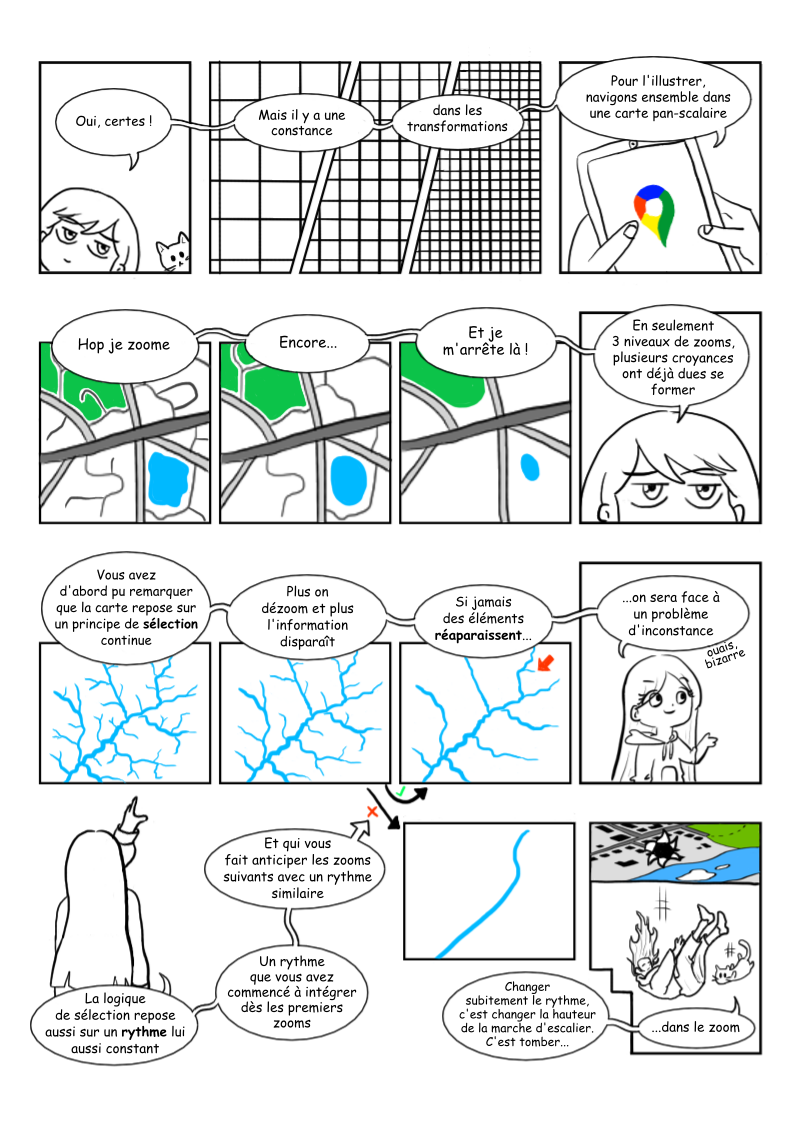 Oui, certes !
Mais il y a une
constance
dans les
transformations
Pour l'illustrer,
navigons ensemble dans
une carte pan-scalaire
Hop je zoome
Encore...
Et je
m'arrête là !
En seulement
3 niveaux de zooms,
plusieurs croyances
ont déjà dues se
former
Vous avez
d'abord pu remarquer
que la carte repose sur
un principe de sélection
continue
Plus on
dézoom et plus
l'information
disparaît
Si jamais
des éléments
réaparaissent...
...on sera face à
un problème
d'inconstance
ouais,
bizarre
La logique
de sélection repose
aussi sur un rythme lui
aussi constant
Un rythme
que vous avez
commencé à intégrer
dès les premiers
zooms
Et qui vous
fait anticiper les zooms
suivants avec un rythme
similaire
Changer
subitement le rythme,
c'est changer la hauteur
de la marche d'escalier.
C'est tomber...
...dans le zoom